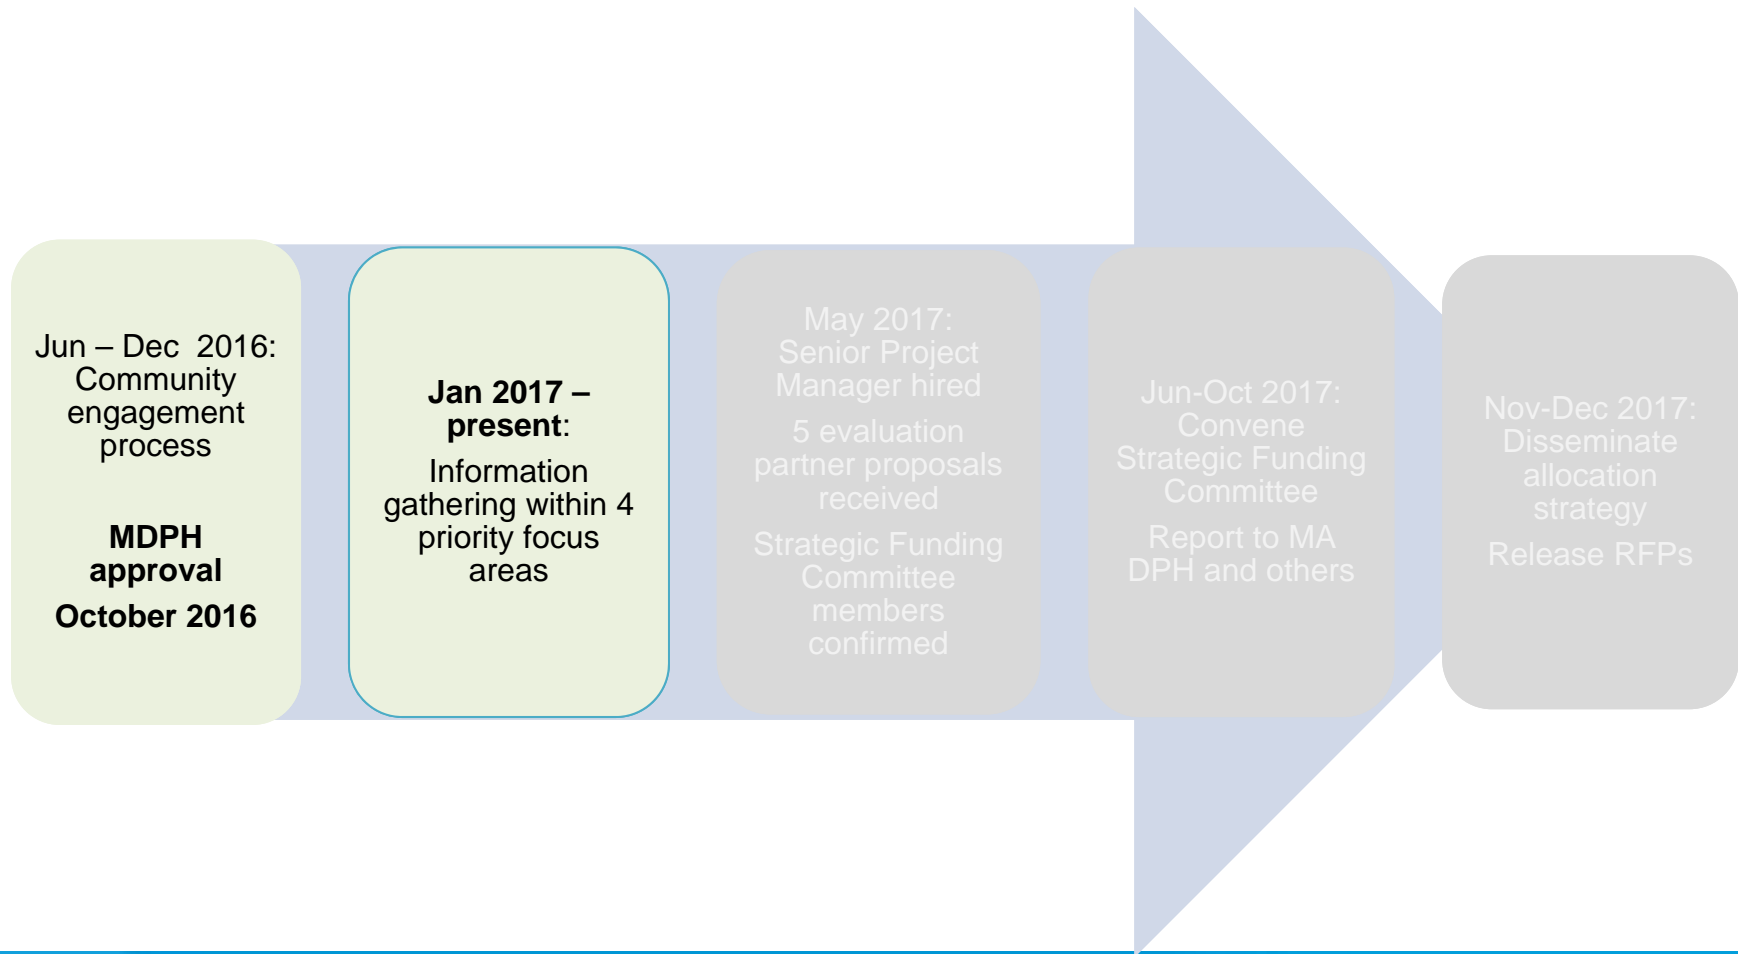 Jun – Dec  2016:
Community
engagement
process
MDPH
approval
October 2016
Jan 2017 –
present:
Information
gathering within 4
priority focus
areas
May 2017:
Senior Project
Manager hired
5 evaluation
partner proposals
received
Strategic Funding
Committee
members
confirmed
Jun-Oct 2017:
Convene
Strategic Funding
Committee
Report to MA
DPH and others
Nov-Dec 2017:
Disseminate
allocation
strategy
Release RFPs